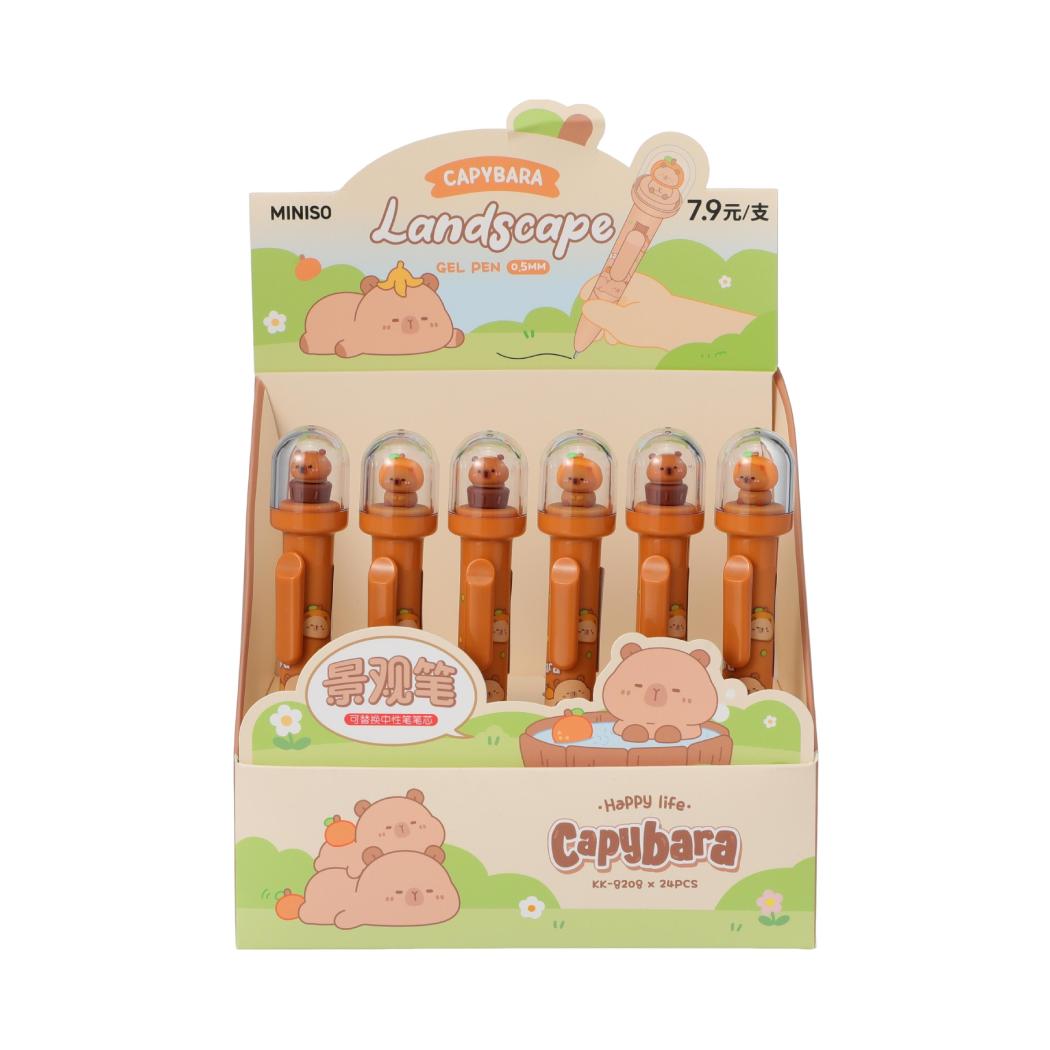 CAPYBARA
MINISO
Landscape
7.9元/支
GEL PEN 0.5MM
景观笔
可替换中性笔笔芯
·Happy life·
Capybara
KK-8208 x 24PCS